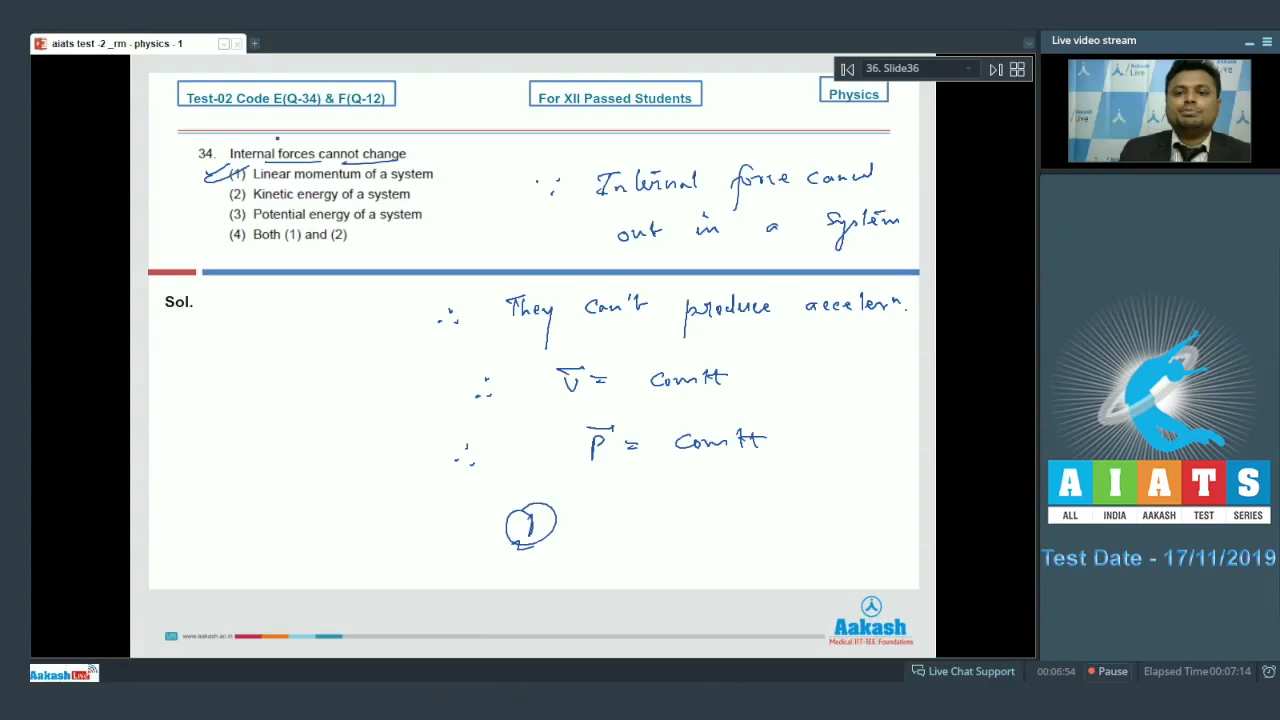 aiats test -2 _rm - physics - 1
Live video stream
36. Slide36
Test-02 Code E(Q-34) & F(Q-12)
For XII Passed Students
Physics
34. Internal forces cannot change
(1) Linear momentum of a system
(2) Kinetic energy of a system
(3) Potential energy of a system
(4) Both (1) and (2)
∵ Internal force cancel
out in a system
Sol.
∴ They can't produce accelerⁿ.
∴ v̅ = constt
∴ p̅ = constt
1
A I A T S
ALL INDIA AAKASH TEST SERIES
Test Date - 17/11/2019
www.aakash.ac.in
Aakash
Medical|IIT-JEE|Foundations
Aakash Live
Live Chat Support
00:06:54
Pause
Elapsed Time 00:07:14